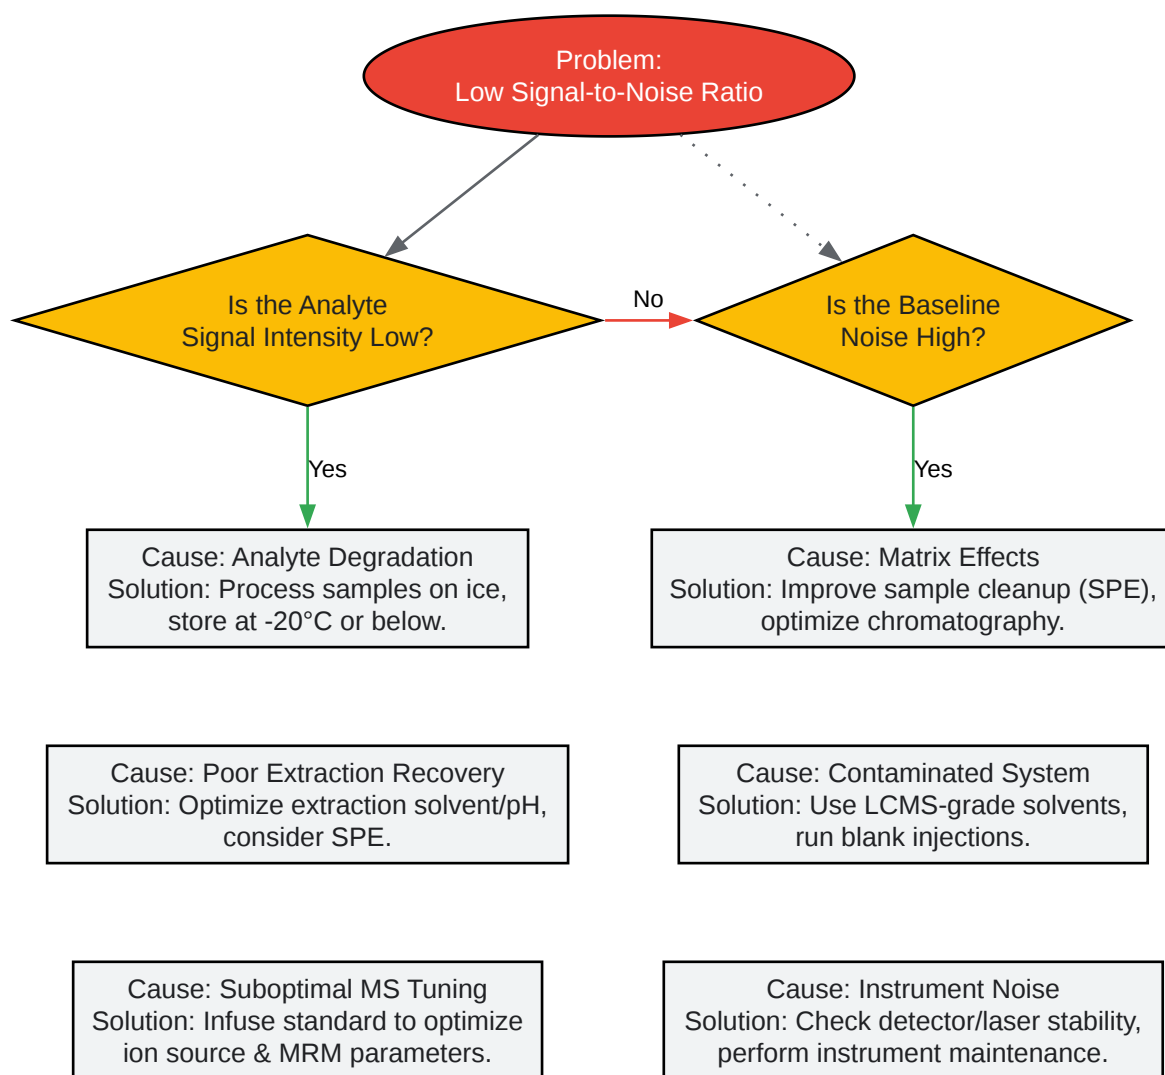 Problem:
Low Signal-to-Noise Ratio
Is the Analyte
Signal Intensity Low?
No
Is the Baseline
Noise High?
Yes
Yes
Cause: Analyte Degradation
Solution: Process samples on ice,
store at -20°C or below.
Cause: Matrix Effects
Solution: Improve sample cleanup (SPE),
optimize chromatography.
Cause: Poor Extraction Recovery
Solution: Optimize extraction solvent/pH,
consider SPE.
Cause: Contaminated System
Solution: Use LCMS-grade solvents,
run blank injections.
Cause: Suboptimal MS Tuning
Solution: Infuse standard to optimize
ion source & MRM parameters.
Cause: Instrument Noise
Solution: Check detector/laser stability,
perform instrument maintenance.